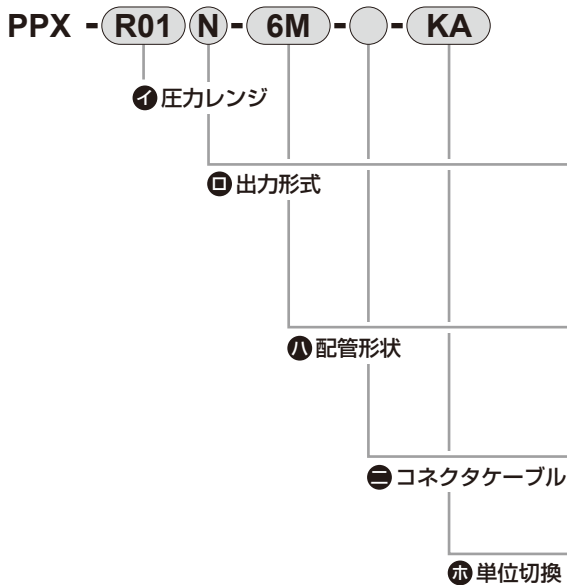 PPX - R01 N - 6M - - KA
イ 圧力レンジ
ロ 出力形式
ハ 配管形状
ニ コネクタケーブル
ホ 単位切換